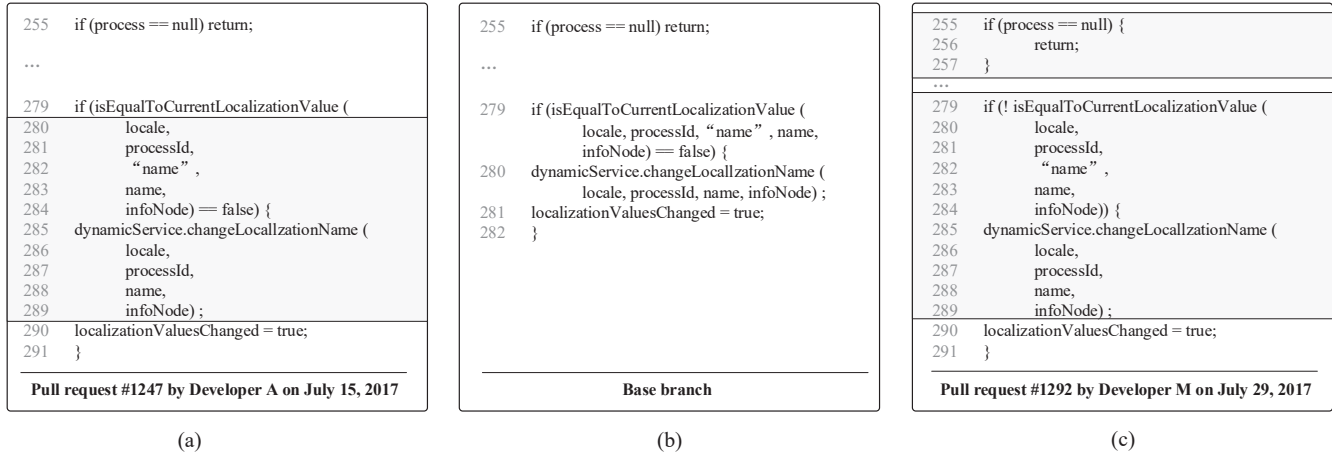 255 if (process == null) return;
...
279 if (isEqualToCurrentLocalizationValue (
280 locale,
281 processId,
282 “name” ,
283 name,
284 infoNode) == false) {
285 dynamicService.changeLocallzationName (
286 locale,
287 processId,
288 name,
289 infoNode) ;
290 localizationValuesChanged = true;
291 }
Pull request #1247 by Developer A on July 15, 2017
(a)
255 if (process == null) return;
...
279 if (isEqualToCurrentLocalizationValue (
locale, processId, “name” , name,
infoNode) == false) {
280 dynamicService.changeLocallzationName (
locale, processId, name, infoNode) ;
281 localizationValuesChanged = true;
282 }
Base branch
(b)
255 if (process == null) {
256 return;
257 }
...
279 if (! isEqualToCurrentLocalizationValue (
280 locale,
281 processId,
282 “name” ,
283 name,
284 infoNode)) {
285 dynamicService.changeLocallzationName (
286 locale,
287 processId,
288 name,
289 infoNode) ;
290 localizationValuesChanged = true;
291 }
Pull request #1292 by Developer M on July 29, 2017
(c)